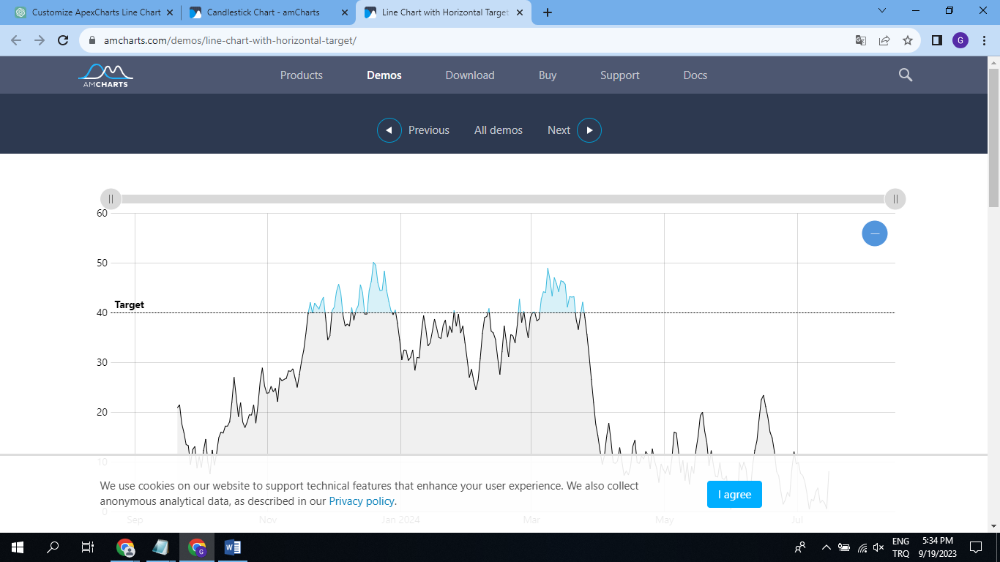 Customize ApexCharts Line Chart
Candlestick Chart - amCharts
Line Chart with Horizontal Target
amcharts.com/demos/line-chart-with-horizontal-target/
G
AMCHARTS
Products
Demos
Download
Buy
Support
Docs
Previous
All demos
Next
60
50
Target
40
30
20
10
We use cookies on our website to support technical features that enhance your user experience. We also collect
anonymous analytical data, as described in our Privacy policy.
I agree
0
Sep
Nov
Jan 2024
Mar
May
Jul
G
W
ENG
TRQ
5:34 PM
9/19/2023